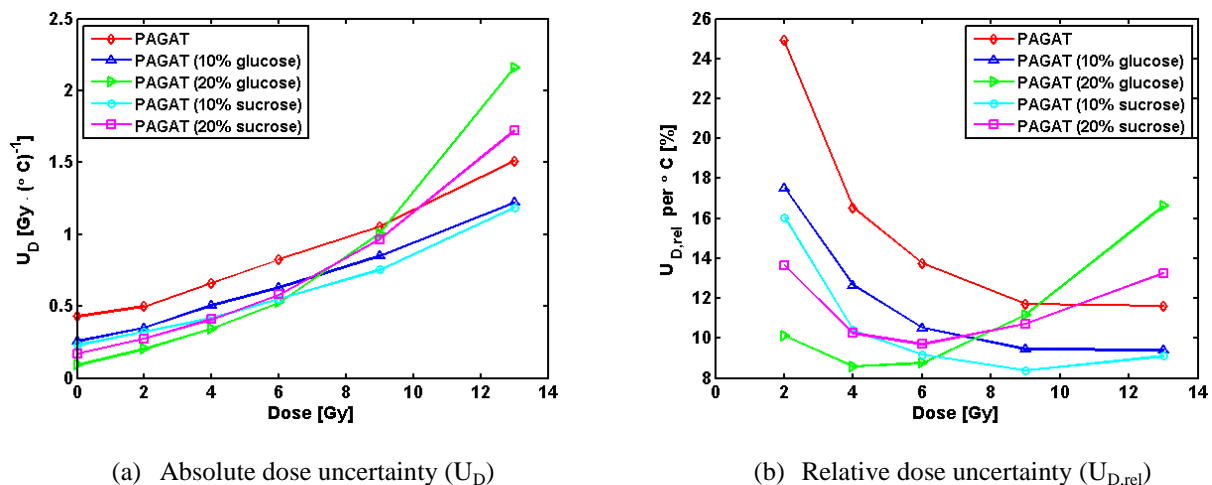 PAGAT
PAGAT (10% glucose)
PAGAT (20% glucose)
PAGAT (10% sucrose)
PAGAT (20% sucrose)
2.5
2
1.5
1
0.5
0
U_D [Gy · (° C)⁻¹]
0 2 4 6 8 10 12 14
Dose [Gy]
(a) Absolute dose uncertainty (U_D)
PAGAT
PAGAT (10% glucose)
PAGAT (20% glucose)
PAGAT (10% sucrose)
PAGAT (20% sucrose)
26
24
22
20
18
16
14
12
10
8
U_D,rel per ° C [%]
0 2 4 6 8 10 12 14
Dose [Gy]
(b) Relative dose uncertainty (U_D,rel)